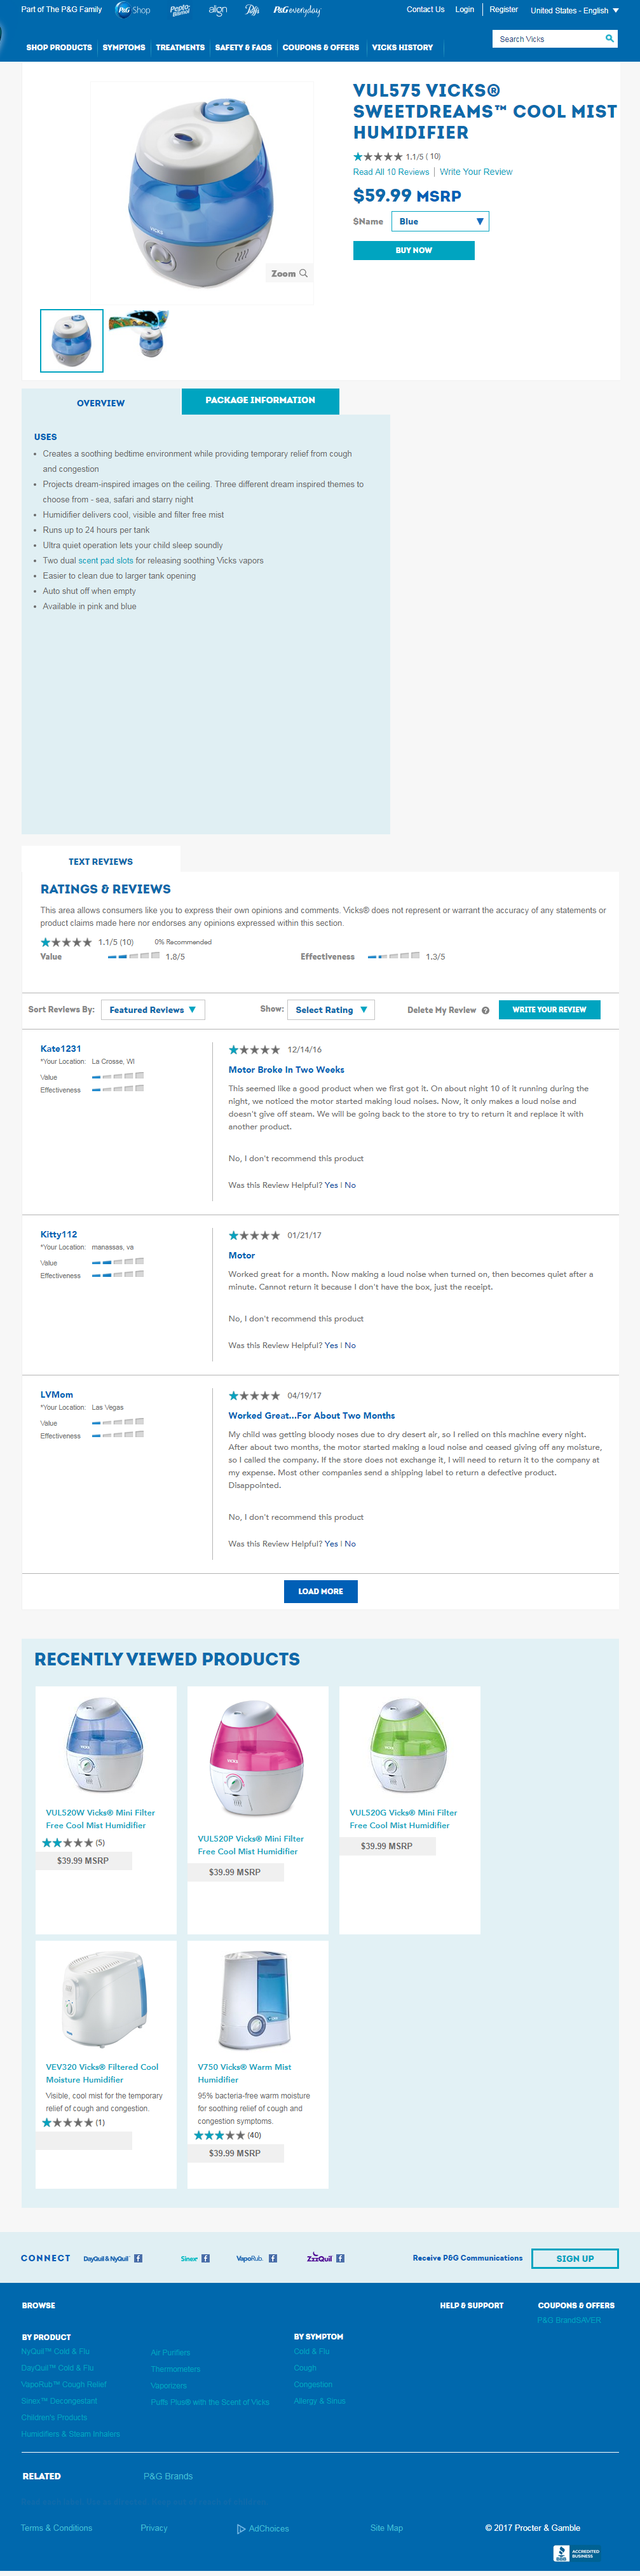 Part of The P&G Family P&G Shop Pepto-Bismol align Puffs P&G everyday Contact Us Login Register United States - English
SHOP PRODUCTS SYMPTOMS TREATMENTS SAFETY & FAQS COUPONS & OFFERS VICKS HISTORY Search Vicks
VUL575 VICKS®
SWEETDREAMS™ COOL MIST
HUMIDIFIER
1.1/5 ( 10)
Read All 10 Reviews | Write Your Review
$59.99 MSRP
$Name Blue
BUY NOW
VICKS
Zoom
OVERVIEW PACKAGE INFORMATION
USES
• Creates a soothing bedtime environment while providing temporary relief from cough
and congestion
• Projects dream-inspired images on the ceiling. Three different dream inspired themes to
choose from - sea, safari and starry night
• Humidifier delivers cool, visible and filter free mist
• Runs up to 24 hours per tank
• Ultra quiet operation lets your child sleep soundly
• Two dual scent pad slots for releasing soothing Vicks vapors
• Easier to clean due to larger tank opening
• Auto shut off when empty
• Available in pink and blue
TEXT REVIEWS
RATINGS & REVIEWS
This area allows consumers like you to express their own opinions and comments. Vicks® does not represent or warrant the accuracy of any statements or
product claims made here nor endorses any opinions expressed within this section.
1.1/5 (10) 0% Recommended
Value 1.8/5 Effectiveness 1.3/5
Sort Reviews By: Featured Reviews Show: Select Rating Delete My Review ? WRITE YOUR REVIEW
Kate1231
*Your Location: La Crosse, WI
Value
Effectiveness
12/14/16
Motor Broke In Two Weeks
This seemed like a good product when we first got it. On about night 10 of it running during the
night, we noticed the motor started making loud noises. Now, it only makes a loud noise and
doesn't give off steam. We will be going back to the store to try to return it and replace it with
another product.
No, I don't recommend this product
Was this Review Helpful? Yes | No
Kitty112
*Your Location: manassas, va
Value
Effectiveness
01/21/17
Motor
Worked great for a month. Now making a loud noise when turned on, then becomes quiet after a
minute. Cannot return it because I don't have the box, just the receipt.
No, I don't recommend this product
Was this Review Helpful? Yes | No
LVMom
*Your Location: Las Vegas
Value
Effectiveness
04/19/17
Worked Great...For About Two Months
My child was getting bloody noses due to dry desert air, so I relied on this machine every night.
After about two months, the motor started making a loud noise and ceased giving off any moisture,
so I called the company. If the store does not exchange it, I will need to return it to the company at
my expense. Most other companies send a shipping label to return a defective product.
Disappointed.
No, I don't recommend this product
Was this Review Helpful? Yes | No
LOAD MORE
RECENTLY VIEWED PRODUCTS
VUL520W Vicks® Mini Filter
Free Cool Mist Humidifier
(5)
$39.99 MSRP
VUL520P Vicks® Mini Filter
Free Cool Mist Humidifier
$39.99 MSRP
VUL520G Vicks® Mini Filter
Free Cool Mist Humidifier
$39.99 MSRP
VEV320 Vicks® Filtered Cool
Moisture Humidifier
Visible, cool mist for the temporary
relief of cough and congestion.
(1)
V750 Vicks® Warm Mist
Humidifier
95% bacteria-free warm moisture
for soothing relief of cough and
congestion symptoms.
(40)
$39.99 MSRP
CONNECT DayQuil & NyQuil Sinex VapoRub ZzzQuil Receive P&G Communications SIGN UP
BROWSE HELP & SUPPORT COUPONS & OFFERS
P&G BrandSAVER
BY PRODUCT
NyQuil™ Cold & Flu
DayQuil™ Cold & Flu
VapoRub™ Cough Relief
Sinex™ Decongestant
Children's Products
Humidifiers & Steam Inhalers
Air Purifiers
Thermometers
Vaporizers
Puffs Plus® with the Scent of Vicks
BY SYMPTOM
Cold & Flu
Cough
Congestion
Allergy & Sinus
RELATED P&G Brands
Terms & Conditions Privacy AdChoices Site Map © 2017 Procter & Gamble
BBB ACCREDITED
BUSINESS